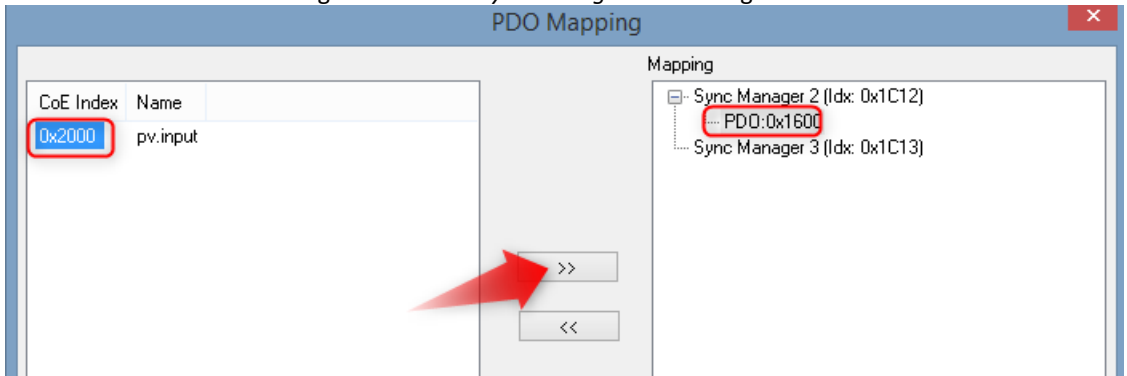 PDO Mapping
Mapping
CoE Index Name
0x2000 pv.input
Sync Manager 2 (Idx: 0x1C12)
PDO:0x1600
Sync Manager 3 (Idx: 0x1C13)
>>
<<